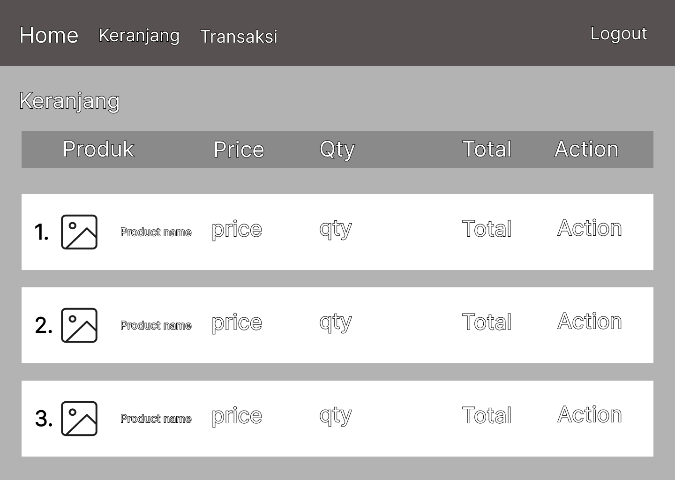 Home Keranjang Transaksi Logout
Keranjang
Produk Price Qty Total Action
1. Product name price qty Total Action
2. Product name price qty Total Action
3. Product name price qty Total Action